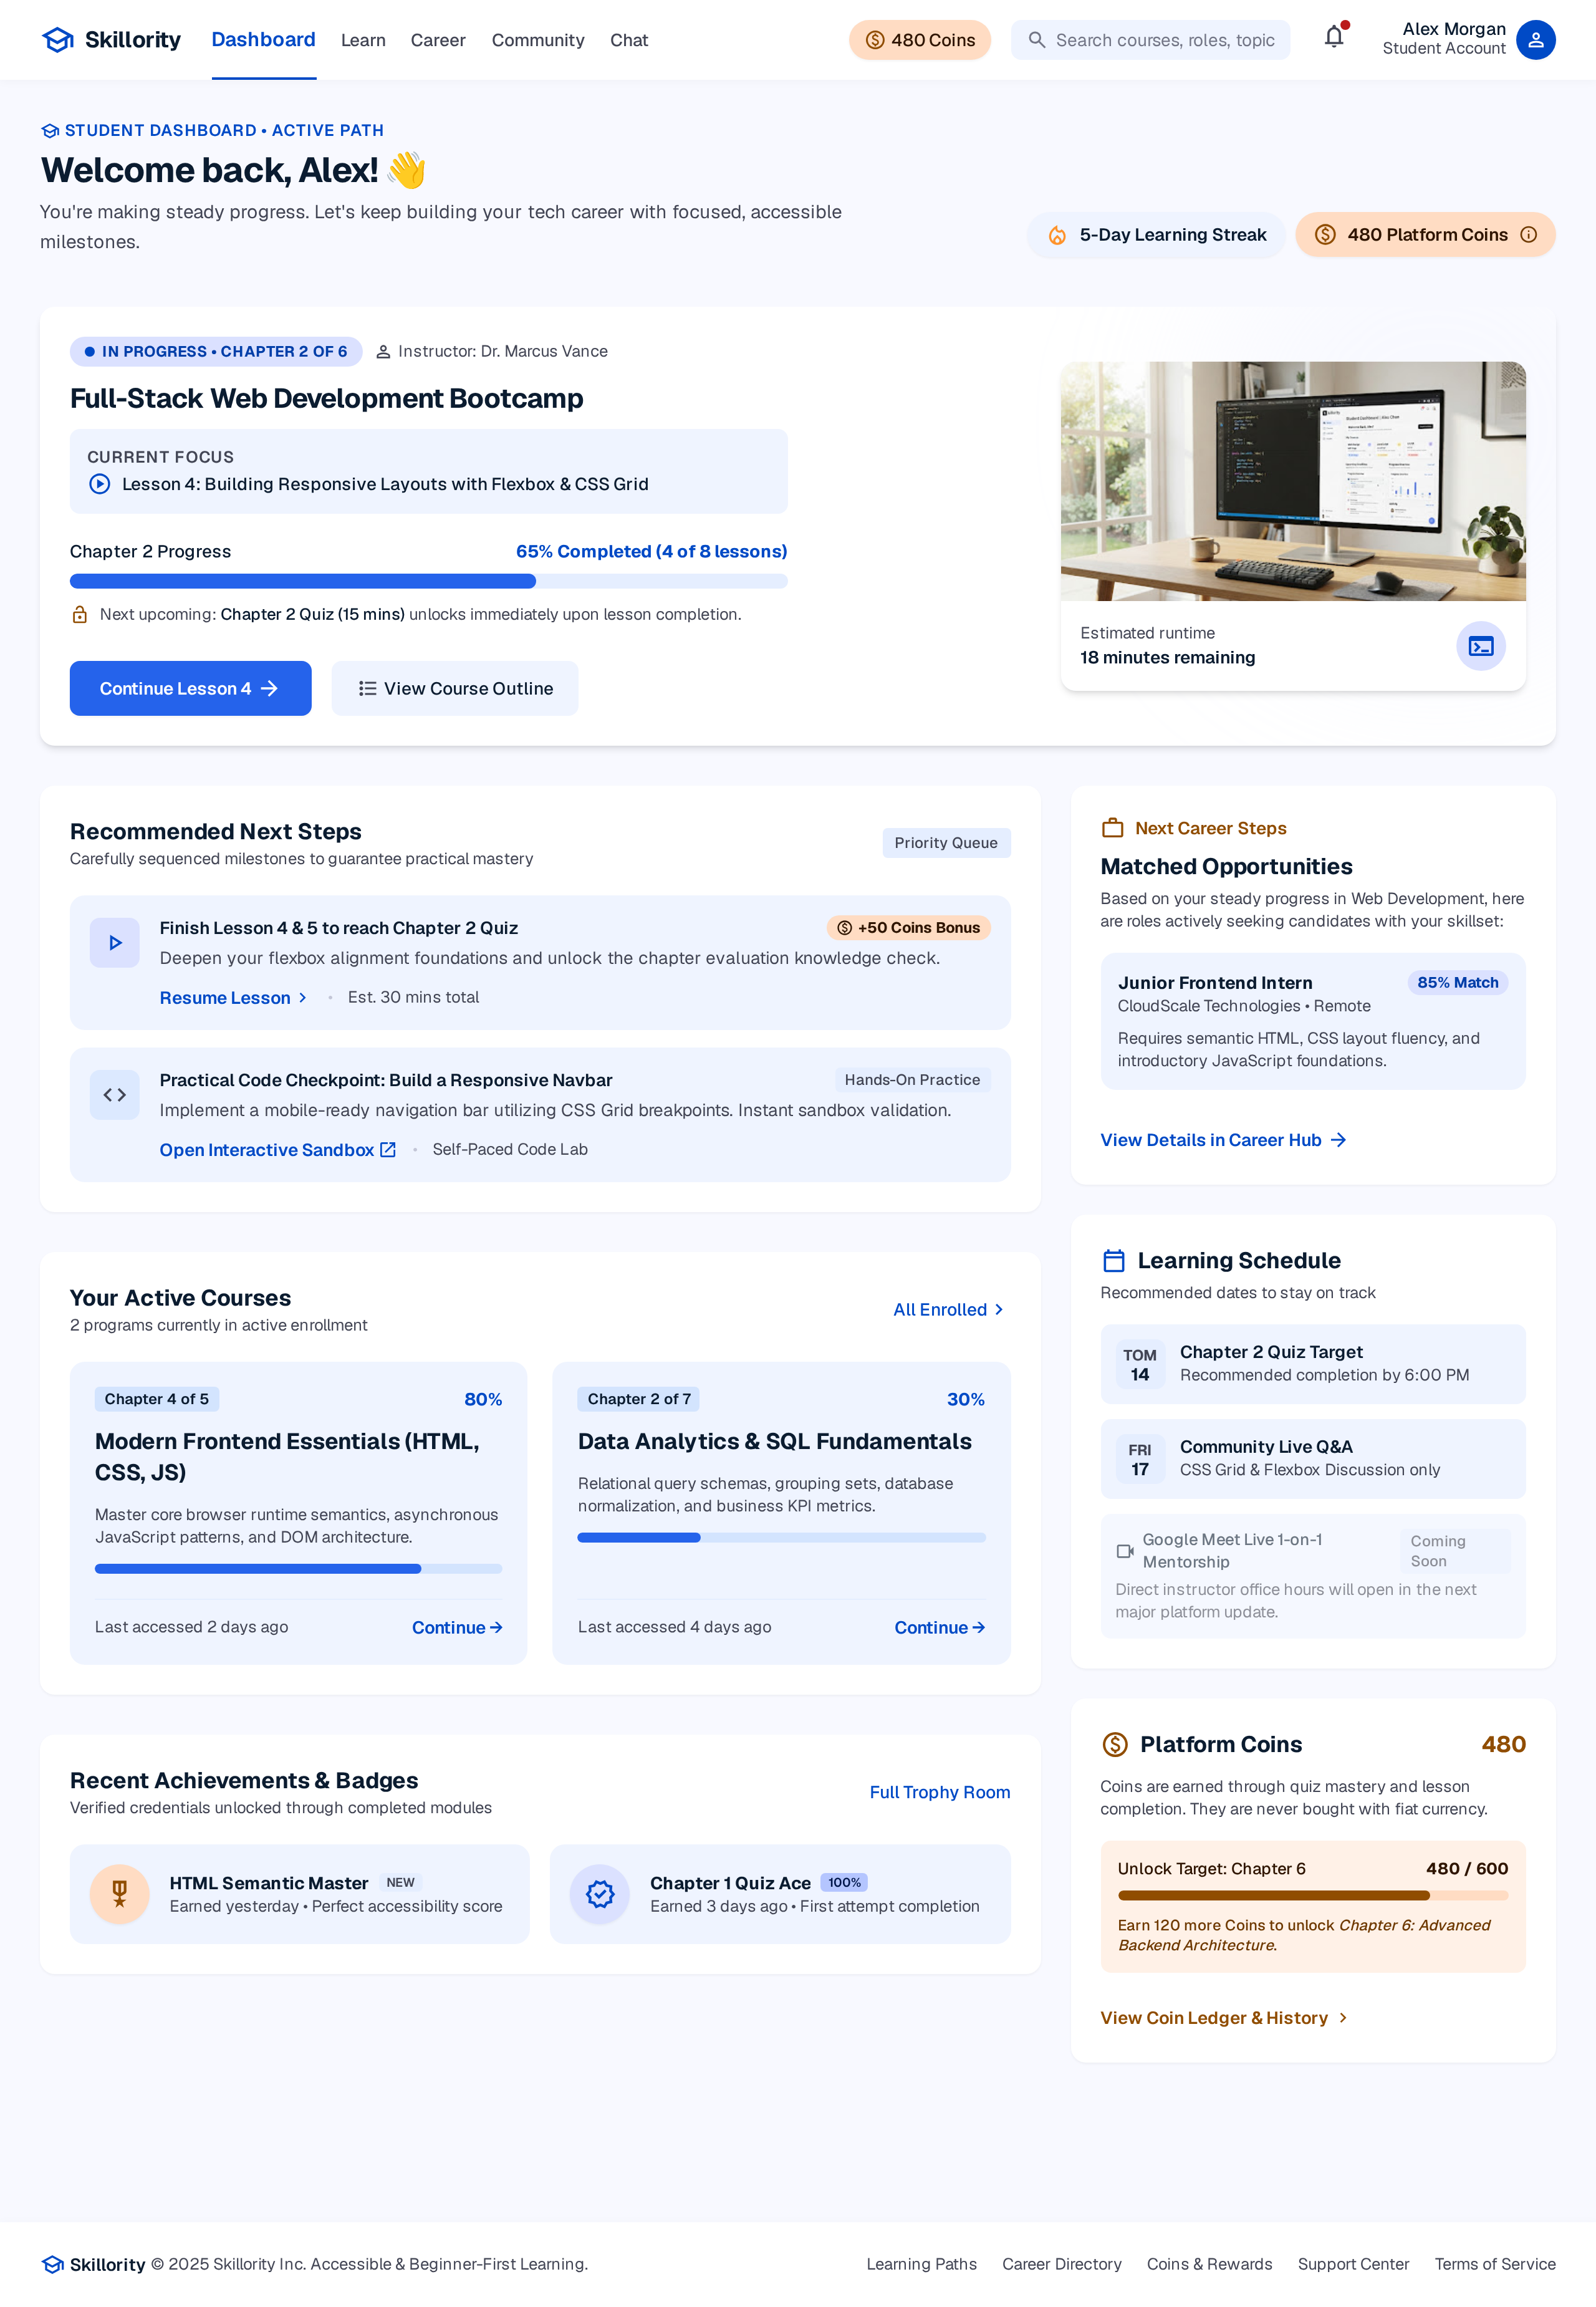 Skillority
Dashboard
Learn
Career
Community
Chat
480 Coins
Search courses, roles, topic
Alex Morgan
Student Account
STUDENT DASHBOARD • ACTIVE PATH
Welcome back, Alex! 👋
You're making steady progress. Let's keep building your tech career with focused, accessible
milestones.
5-Day Learning Streak
480 Platform Coins
IN PROGRESS • CHAPTER 2 OF 6
Instructor: Dr. Marcus Vance
Full-Stack Web Development Bootcamp
CURRENT FOCUS
Lesson 4: Building Responsive Layouts with Flexbox & CSS Grid
Chapter 2 Progress
65% Completed (4 of 8 lessons)
Next upcoming: Chapter 2 Quiz (15 mins) unlocks immediately upon lesson completion.
Continue Lesson 4
View Course Outline
Estimated runtime
18 minutes remaining
Recommended Next Steps
Carefully sequenced milestones to guarantee practical mastery
Priority Queue
Finish Lesson 4 & 5 to reach Chapter 2 Quiz
+50 Coins Bonus
Deepen your flexbox alignment foundations and unlock the chapter evaluation knowledge check.
Resume Lesson
• Est. 30 mins total
Practical Code Checkpoint: Build a Responsive Navbar
Hands-On Practice
Implement a mobile-ready navigation bar utilizing CSS Grid breakpoints. Instant sandbox validation.
Open Interactive Sandbox
• Self-Paced Code Lab
Your Active Courses
2 programs currently in active enrollment
All Enrolled
Chapter 4 of 5
80%
Modern Frontend Essentials (HTML,
CSS, JS)
Master core browser runtime semantics, asynchronous
JavaScript patterns, and DOM architecture.
Last accessed 2 days ago
Continue →
Chapter 2 of 7
30%
Data Analytics & SQL Fundamentals
Relational query schemas, grouping sets, database
normalization, and business KPI metrics.
Last accessed 4 days ago
Continue →
Recent Achievements & Badges
Verified credentials unlocked through completed modules
Full Trophy Room
HTML Semantic Master
NEW
Earned yesterday • Perfect accessibility score
Chapter 1 Quiz Ace
100%
Earned 3 days ago • First attempt completion
Next Career Steps
Matched Opportunities
Based on your steady progress in Web Development, here
are roles actively seeking candidates with your skillset:
Junior Frontend Intern
85% Match
CloudScale Technologies • Remote
Requires semantic HTML, CSS layout fluency, and
introductory JavaScript foundations.
View Details in Career Hub
Learning Schedule
Recommended dates to stay on track
TOM
14
Chapter 2 Quiz Target
Recommended completion by 6:00 PM
FRI
17
Community Live Q&A
CSS Grid & Flexbox Discussion only
Google Meet Live 1-on-1
Mentorship
Coming
Soon
Direct instructor office hours will open in the next
major platform update.
Platform Coins
480
Coins are earned through quiz mastery and lesson
completion. They are never bought with fiat currency.
Unlock Target: Chapter 6
480 / 600
Earn 120 more Coins to unlock Chapter 6: Advanced
Backend Architecture.
View Coin Ledger & History
Skillority © 2025 Skillority Inc. Accessible & Beginner-First Learning.
Learning Paths
Career Directory
Coins & Rewards
Support Center
Terms of Service